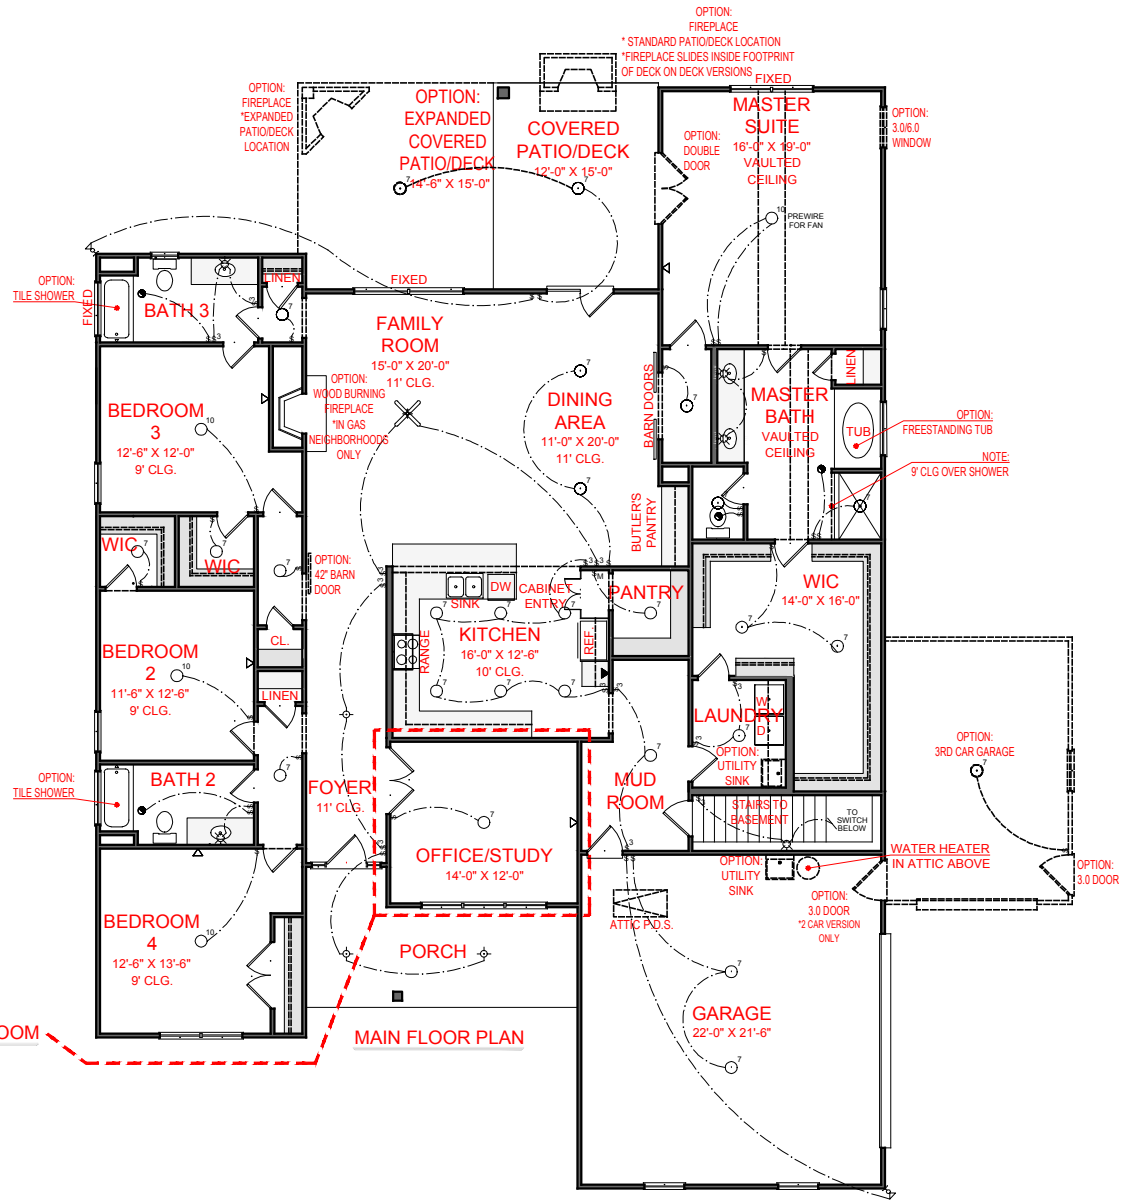 OPTION:
FIREPLACE
* STANDARD PATIO/DECK LOCATION
*FIREPLACE SLIDES INSIDE FOOTPRINT
OF DECK ON DECK VERSIONS
FIXED
OPTION:
FIREPLACE
*EXPANDED
PATIO/DECK
LOCATION
OPTION:
EXPANDED
COVERED
PATIO/DECK
14'-6" X 15'-0"
COVERED
PATIO/DECK
12'-0" X 15'-0"
OPTION:
DOUBLE
DOOR
MASTER
SUITE
16'-0" X 19'-0"
VAULTED
CEILING
OPTION:
3.0/6.0
WINDOW
PREWIRE
FOR FAN
OPTION:
TILE SHOWER
FIXED
BATH 3
LINEN
FIXED
FAMILY
ROOM
15'-0" X 20'-0"
11' CLG.
OPTION:
WOOD BURNING
FIREPLACE
*IN GAS
NEIGHBORHOODS
ONLY
DINING
AREA
11'-0" X 20'-0"
11' CLG.
BARN DOORS
MASTER
BATH
VAULTED
CEILING
LINEN
TUB
OPTION:
FREESTANDING TUB
NOTE:
9' CLG OVER SHOWER
BEDROOM
3
12'-6" X 12'-0"
9' CLG.
BUTLER'S
PANTRY
WIC
WIC
OPTION:
42" BARN
DOOR
SINK
DW
CABINET
ENTRY
PANTRY
WIC
14'-0" X 16'-0"
KITCHEN
16'-0" X 12'-6"
10' CLG.
RANGE
REF.
CL.
BEDROOM
2
11'-6" X 12'-6"
9' CLG.
LINEN
LAUNDRY
W
D
OPTION:
UTILITY
SINK
OPTION:
3RD CAR GARAGE
OPTION:
TILE SHOWER
BATH 2
FOYER
11' CLG.
MUD
ROOM
STAIRS TO
BASEMENT
TO
SWITCH
BELOW
OFFICE/STUDY
14'-0" X 12'-0"
OPTION:
UTILITY
SINK
WATER HEATER
IN ATTIC ABOVE
OPTION:
3.0 DOOR
OPTION:
3.0 DOOR
*2 CAR VERSION
ONLY
ATTIC P.D.S.
BEDROOM
4
12'-6" X 13'-6"
9' CLG.
PORCH
GARAGE
22'-0" X 21'-6"
OOM
MAIN FLOOR PLAN